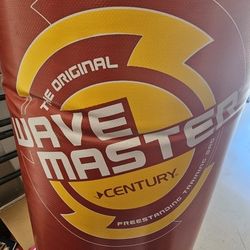 THE ORIGINAL
WAVE
MASTER
CENTURY
FREESTANDING TRAINING BAG